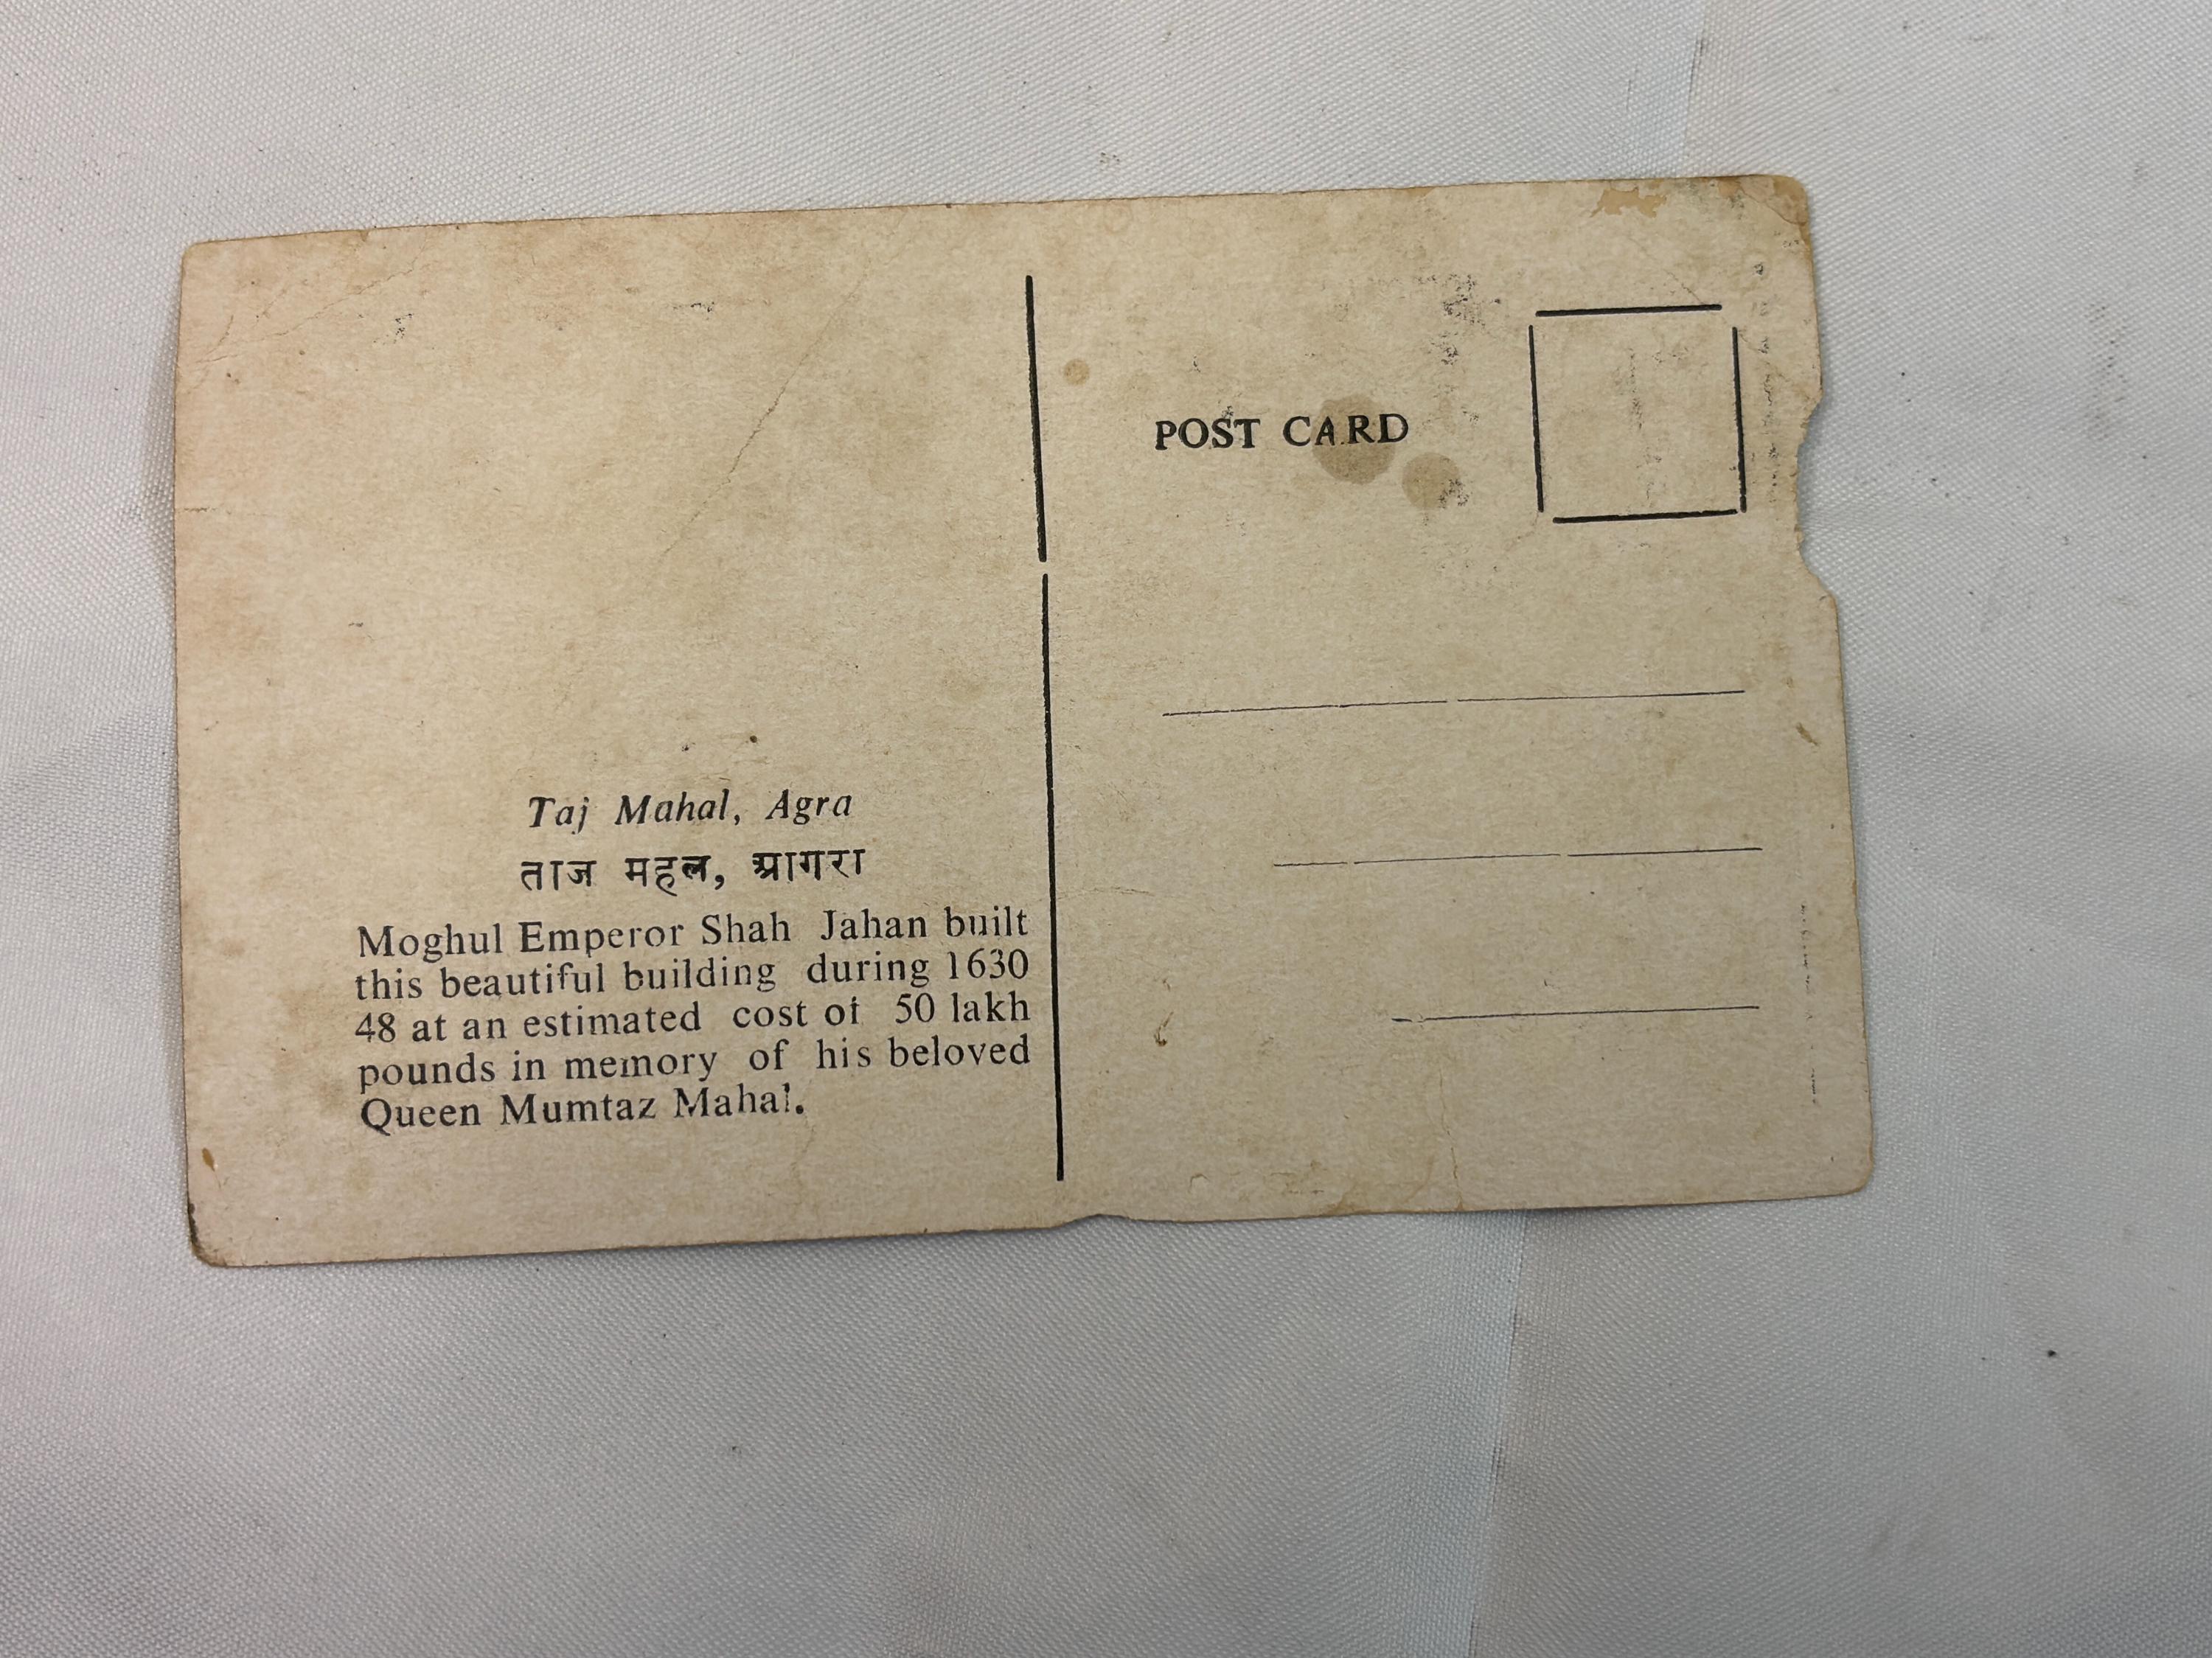 Taj Mahal, Agra
ताज महल, आगरा
Moghul Emperor Shah Jahan built
this beautiful building during 1630
48 at an estimated cost of 50 lakh
pounds in memory of his beloved
Queen Mumtaz Mahal.
POST CARD